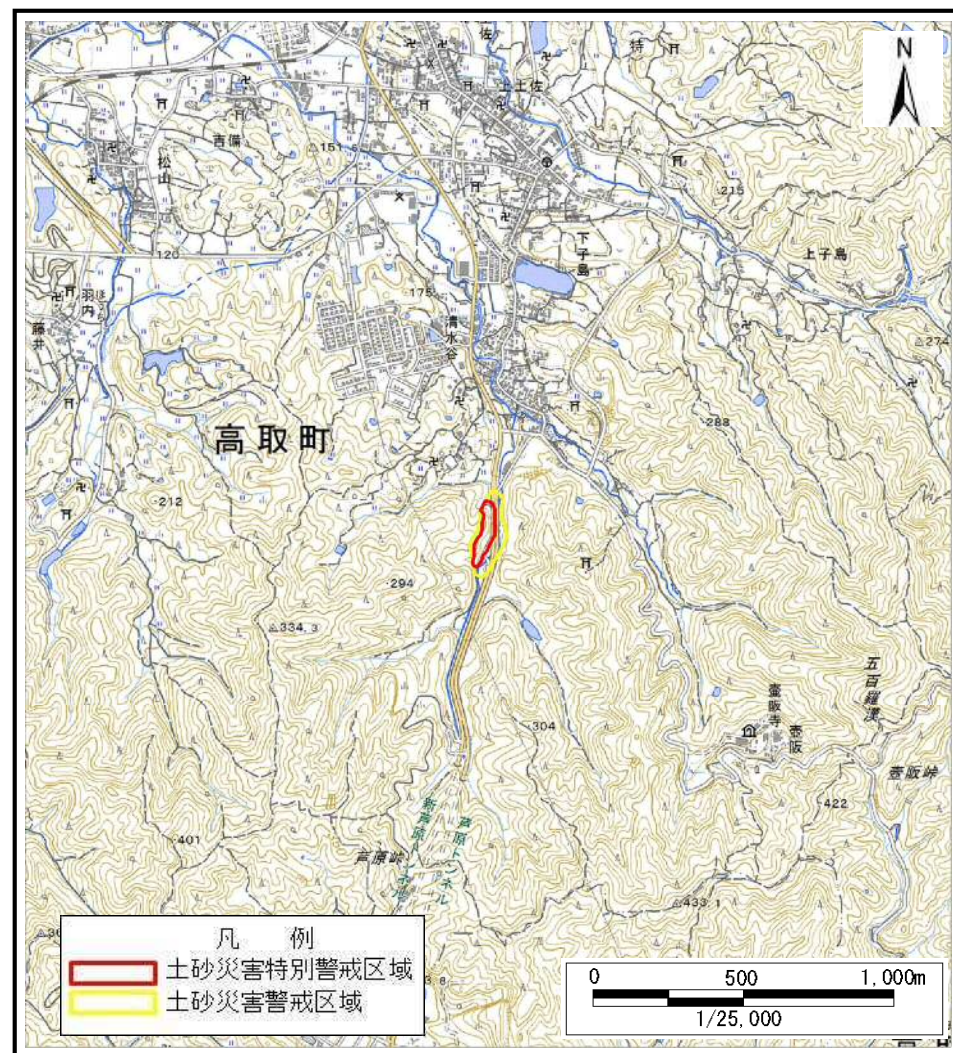 N
佐
特
上土佐
吉備
151.
松山
215
120
下子島
上子島
羽内
藤井
175
清水谷
274
高取町
288
212
294
334.3
五百羅漢
304
壷阪寺
壷阪
壷阪峠
422
新芦原トンネル
芦原トンネル
芦原峠
401
433.1
凡 例
土砂災害特別警戒区域
土砂災害警戒区域
0 500 1,000m
1/25,000